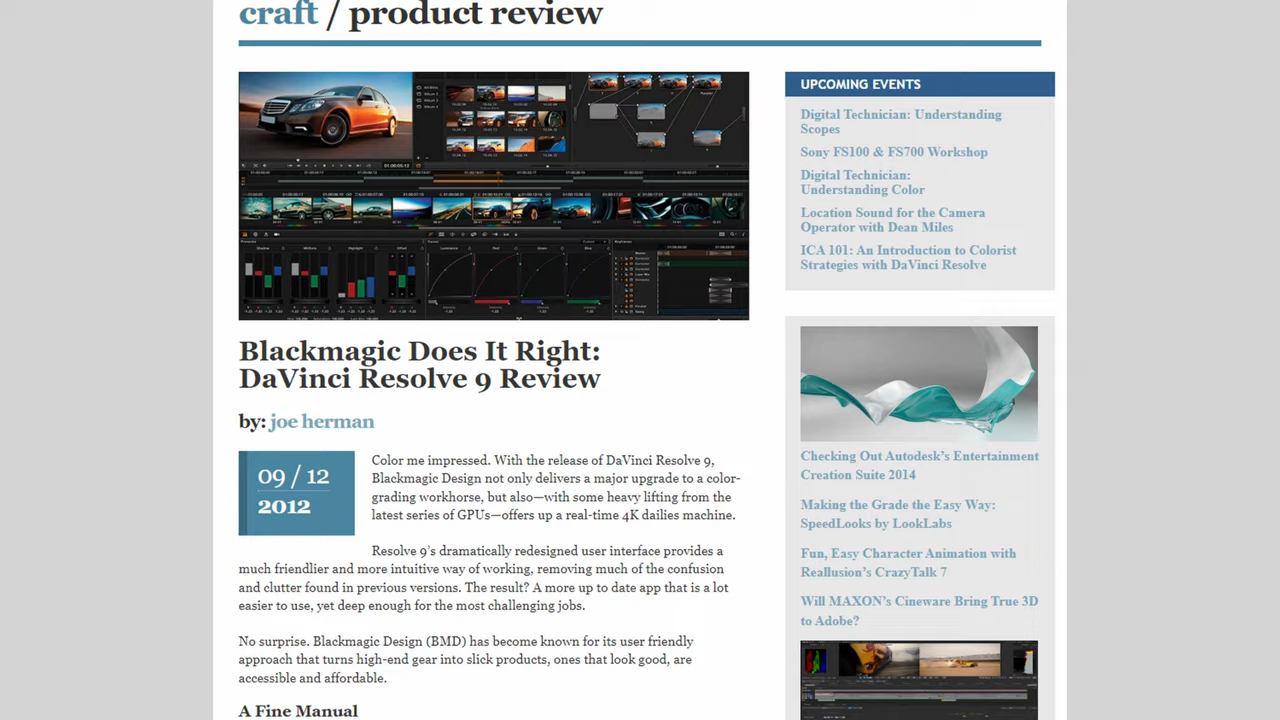 craft / product review
UPCOMING EVENTS
Digital Technician: Understanding
Scopes
Sony FS100 & FS700 Workshop
Digital Technician:
Understanding Color
Location Sound for the Camera
Operator with Dean Miles
ICA 101: An Introduction to Colorist
Strategies with DaVinci Resolve
Blackmagic Does It Right:
DaVinci Resolve 9 Review
by: joe herman
09 / 12
2012
Color me impressed. With the release of DaVinci Resolve 9,
Blackmagic Design not only delivers a major upgrade to a color-
grading workhorse, but also—with some heavy lifting from the
latest series of GPUs—offers up a real-time 4K dailies machine.
Resolve 9’s dramatically redesigned user interface provides a
much friendlier and more intuitive way of working, removing much of the confusion
and clutter found in previous versions. The result? A more up to date app that is a lot
easier to use, yet deep enough for the most challenging jobs.
No surprise. Blackmagic Design (BMD) has become known for its user friendly
approach that turns high-end gear into slick products, ones that look good, are
accessible and affordable.
A Fine Manual
Checking Out Autodesk’s Entertainment
Creation Suite 2014
Making the Grade the Easy Way:
SpeedLooks by LookLabs
Fun, Easy Character Animation with
Reallusion’s CrazyTalk 7
Will MAXON’s Cineware Bring True 3D
to Adobe?